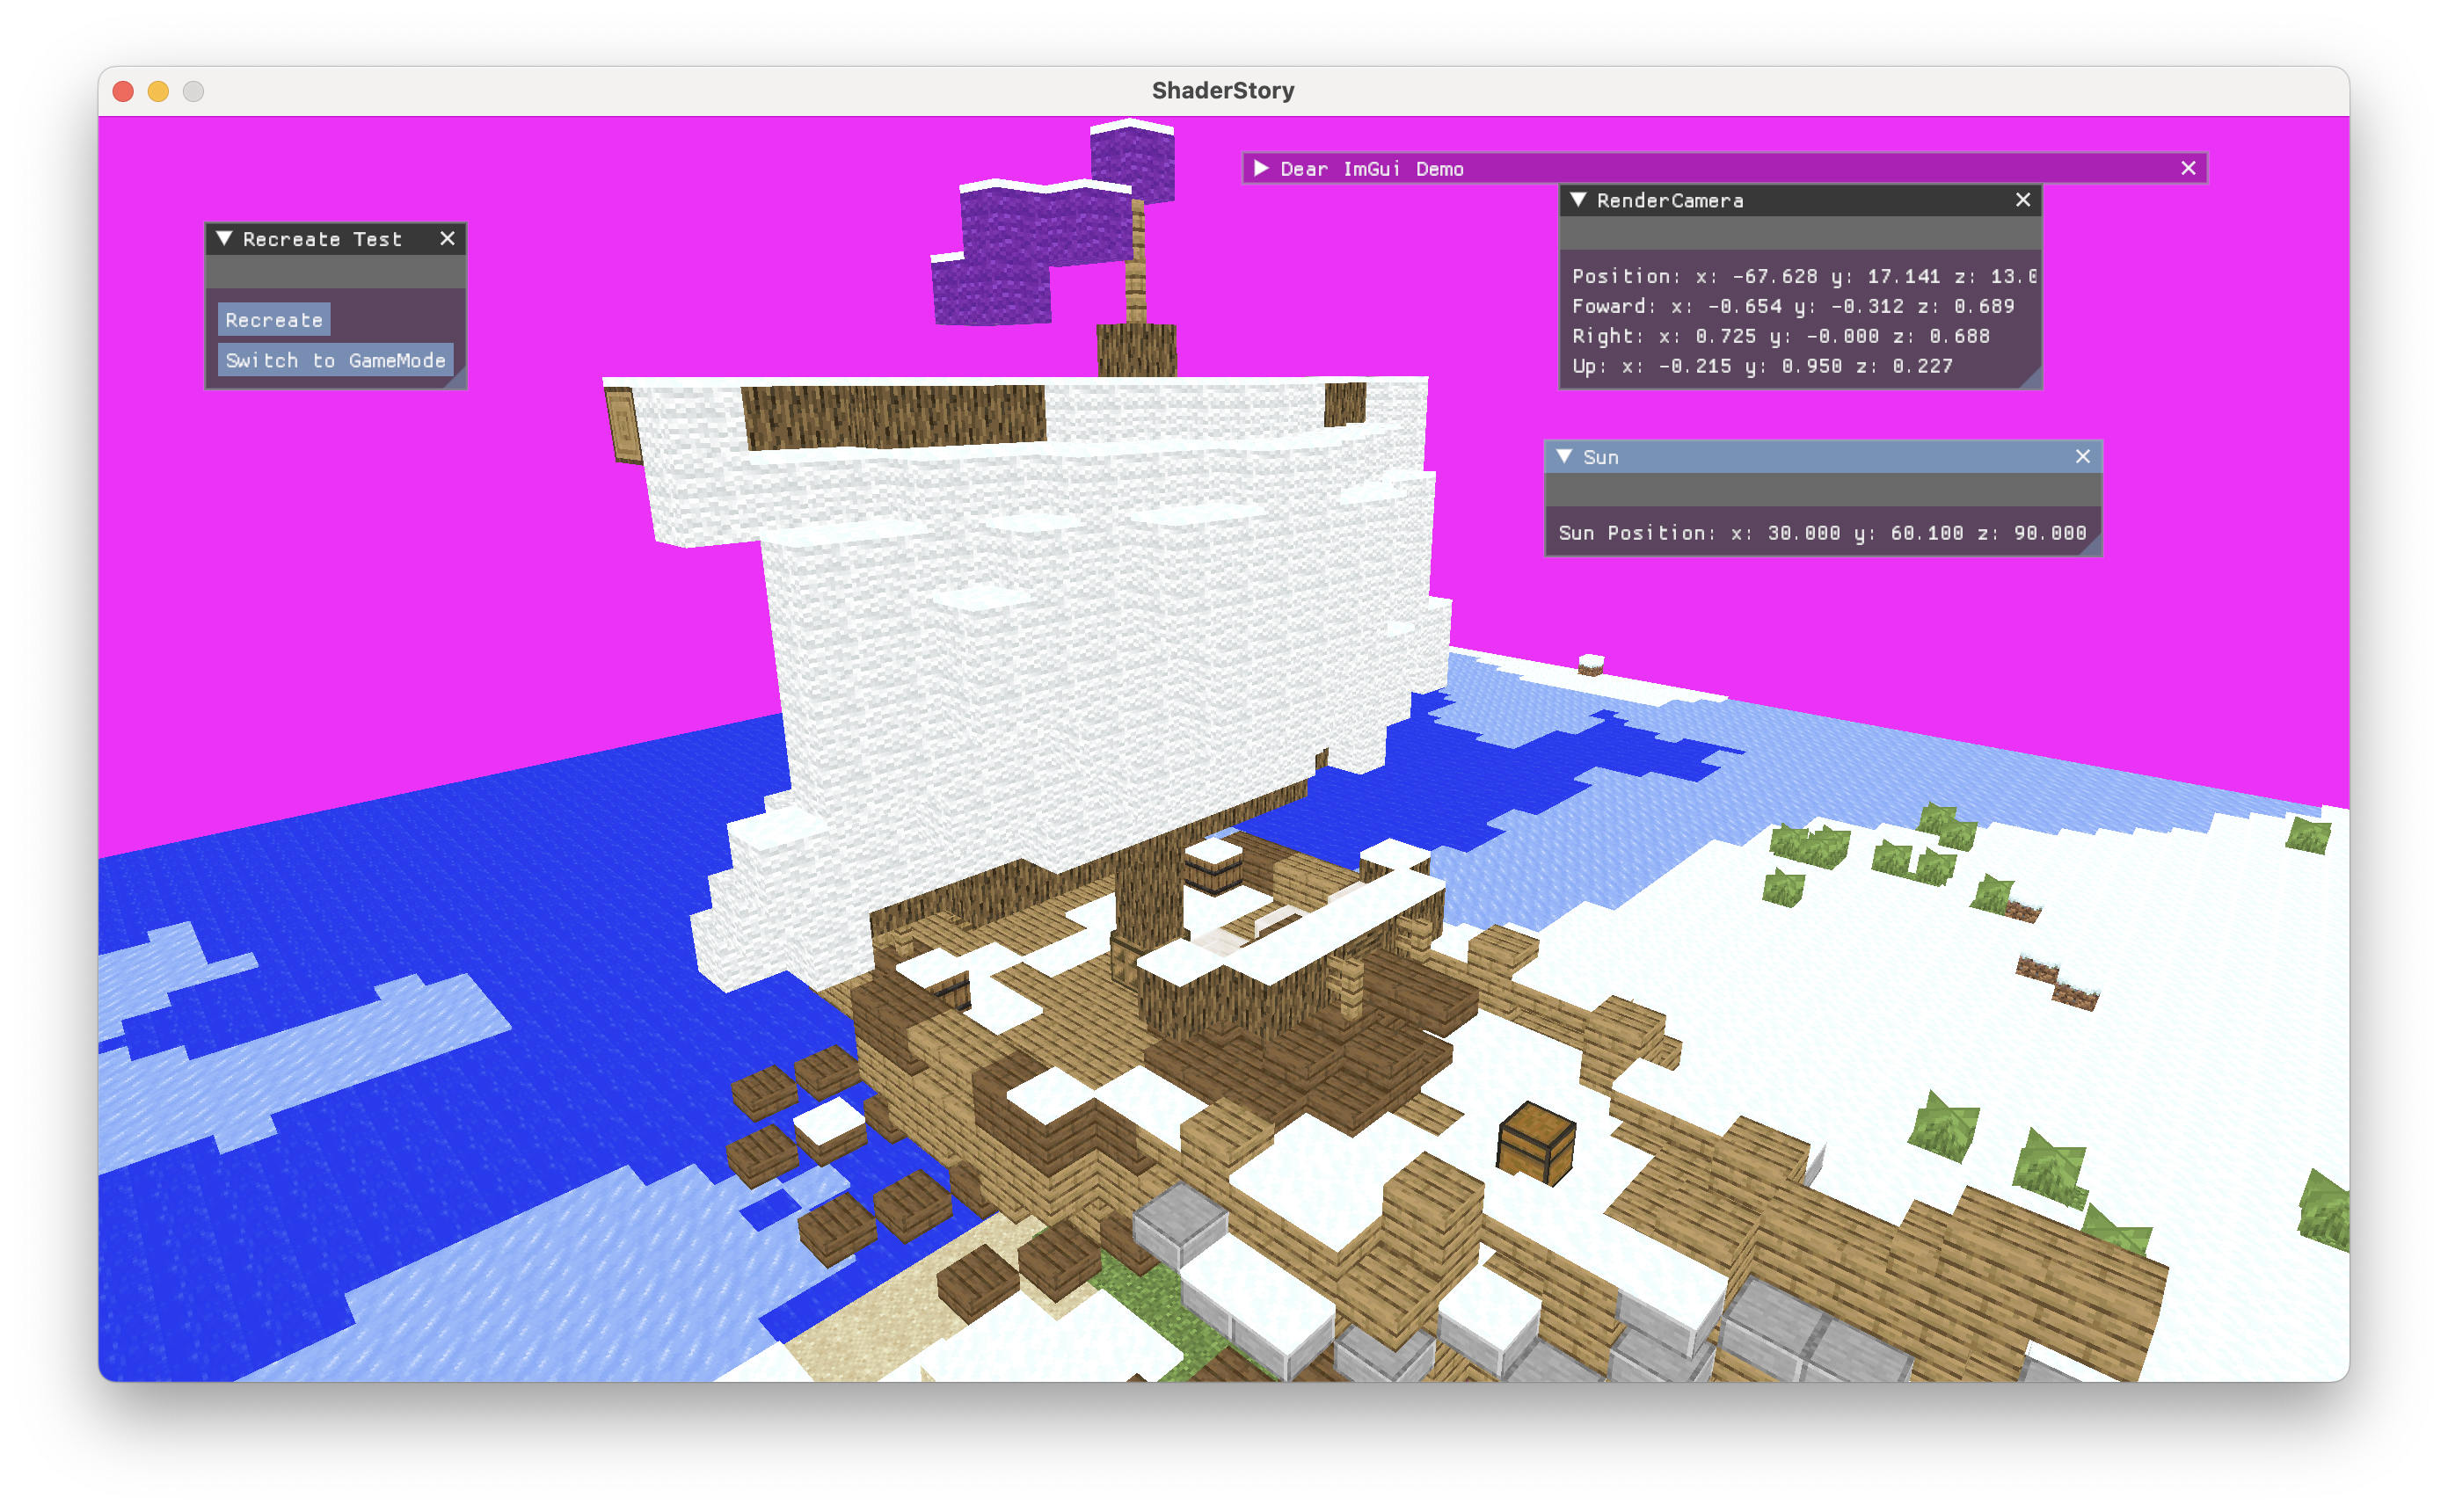 ShaderStory
Dear ImGui Demo
RenderCamera
Recreate Test
Position: x: -67.628 y: 17.141 z: 13.0
Foward: x: -0.654 y: -0.312 z: 0.689
Recreate
Right: x: 0.725 y: -0.000 z: 0.688
Switch to GameMode
Up: x: -0.215 y: 0.950 z: 0.227
Sun
Sun Position: x: 30.000 y: 60.100 z: 90.000